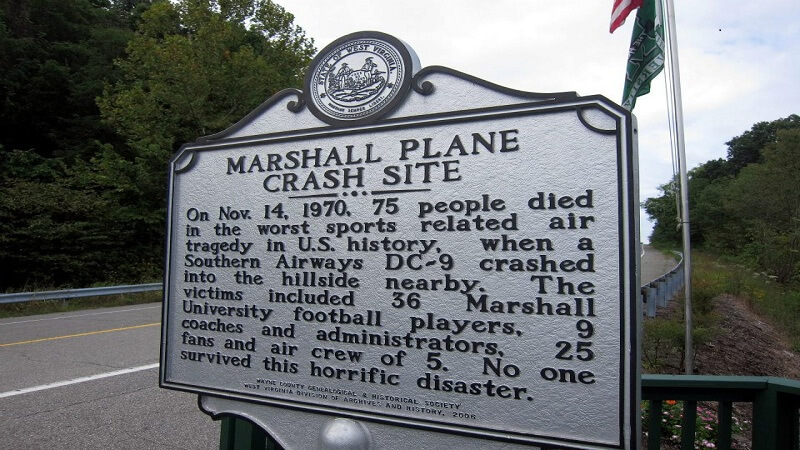 STATE OF WEST VIRGINIA
MONTANI SEMPER LIBERI
MARSHALL PLANE
CRASH SITE
On Nov. 14, 1970, 75 people died
in the worst sports related air
tragedy in U.S. history, when a
Southern Airways DC-9 crashed
into the hillside nearby. The
victims included 36 Marshall
University football players, 9
coaches and administrators, 25
fans and air crew of 5. No one
survived this horrific disaster.
WAYNE COUNTY GENEALOGICAL & HISTORICAL SOCIETY
WEST VIRGINIA DIVISION OF ARCHIVES AND HISTORY, 2006